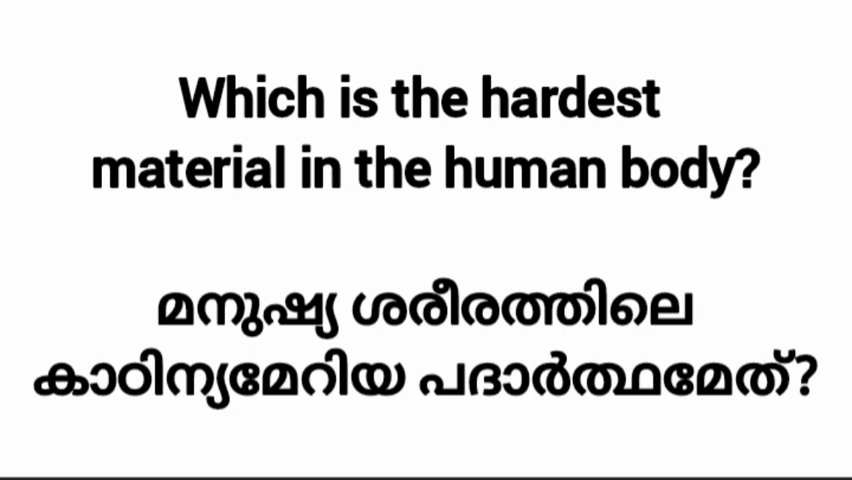 Which is the hardest
material in the human body?
മനുഷ്യ ശരീരത്തിലെ
കാഠിന്യമേറിയ പദാർത്ഥമേത്?